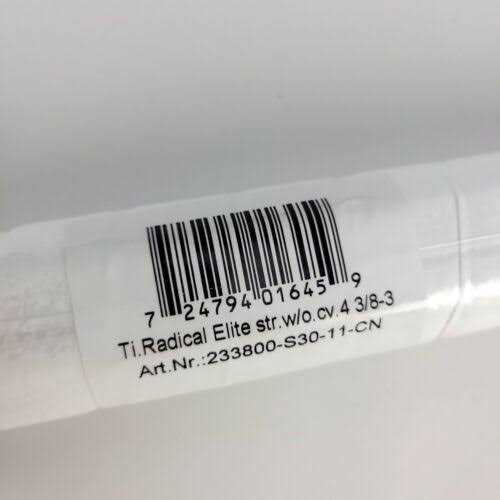 7 24794 01645 9
Ti.Radical Elite str.w/o.cv.4 3/8-3
Art.Nr.:233800-S30-11-CN